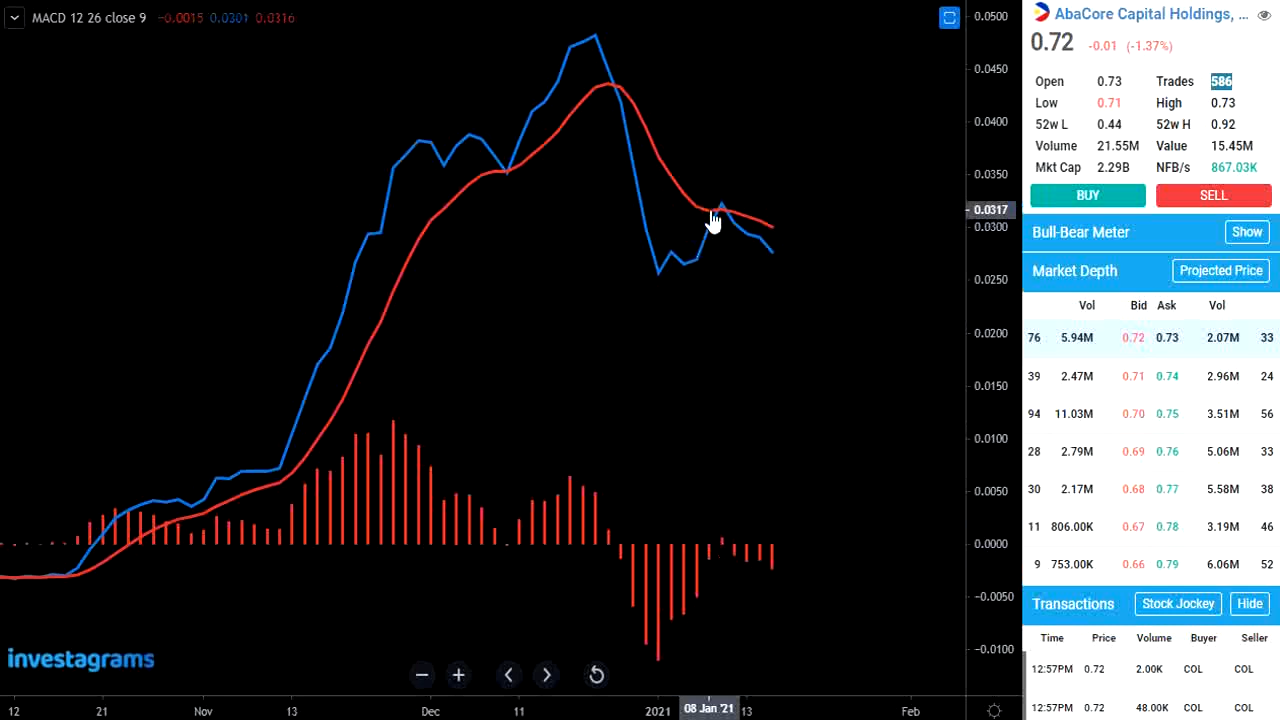 MACD 12 26 close 9 −0.0015 0.0301 0.0316
0.0500
0.0450
0.0400
0.0350
0.0317
0.0300
0.0250
0.0200
0.0150
0.0100
0.0050
0.0000
−0.0050
−0.0100
investagrams
12 21 Nov 13 Dec 11 2021 08 Jan '21 13 Feb
AbaCore Capital Holdings, ...
0.72 -0.01 (-1.37%)
Open 0.73 Trades 586
Low 0.71 High 0.73
52w L 0.44 52w H 0.92
Volume 21.55M Value 15.45M
Mkt Cap 2.29B NFB/s 867.03K
BUY SELL
Bull-Bear Meter Show
Market Depth Projected Price
Vol Bid Ask Vol
76 5.94M 0.72 0.73 2.07M 33
39 2.47M 0.71 0.74 2.96M 24
94 11.03M 0.70 0.75 3.51M 56
28 2.79M 0.69 0.76 5.06M 33
30 2.17M 0.68 0.77 5.58M 38
11 806.00K 0.67 0.78 3.19M 46
9 753.00K 0.66 0.79 6.06M 52
Transactions Stock Jockey Hide
Time Price Volume Buyer Seller
12:57PM 0.72 2.00K COL COL
12:57PM 0.72 48.00K COL COL